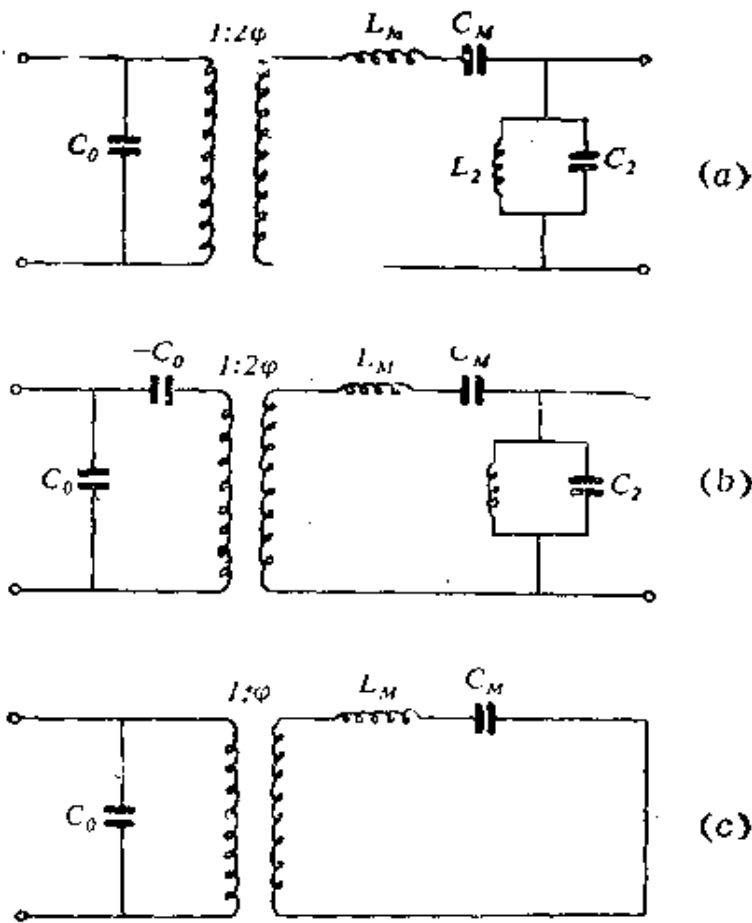 1:2φ
L_M
C_M
C_0
L_2
C_2
(a)
-C_0
1:2φ
L_M
C_M
C_0
C_2
(b)
1:φ
L_M
C_M
C_0
(c)